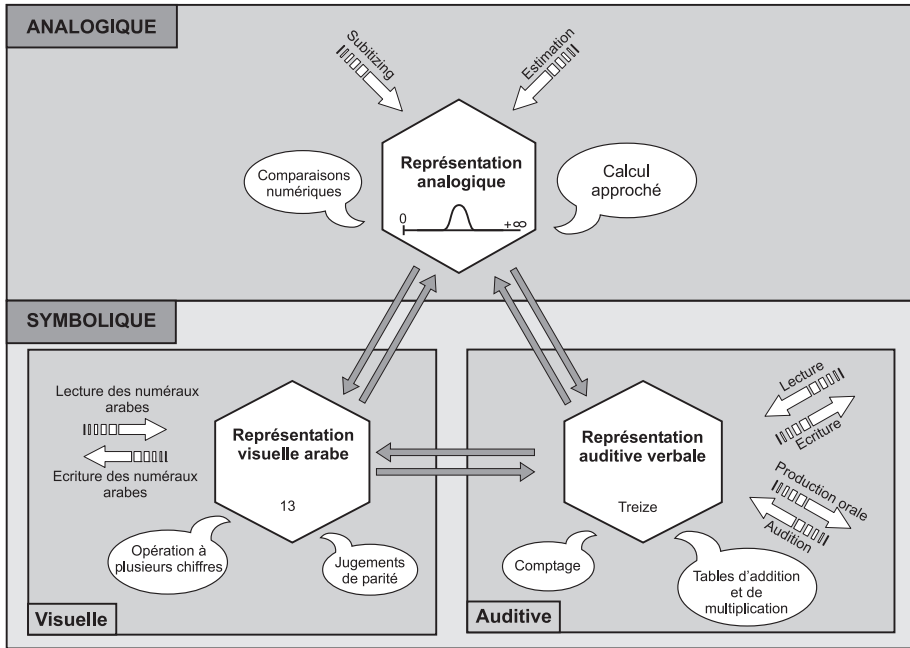 ANALOGIQUE
Subitizing
Estimation
Comparaisons
numériques
Représentation
analogique
0
+∞
Calcul
approché
SYMBOLIQUE
Lecture des numéraux
arabes
Ecriture des numéraux
arabes
Représentation
visuelle arabe
13
Opération à
plusieurs chiffres
Jugements
de parité
Visuelle
Représentation
auditive verbale
Treize
Lecture
Ecriture
Production orale
Audition
Comptage
Tables d'addition
et de
multiplication
Auditive